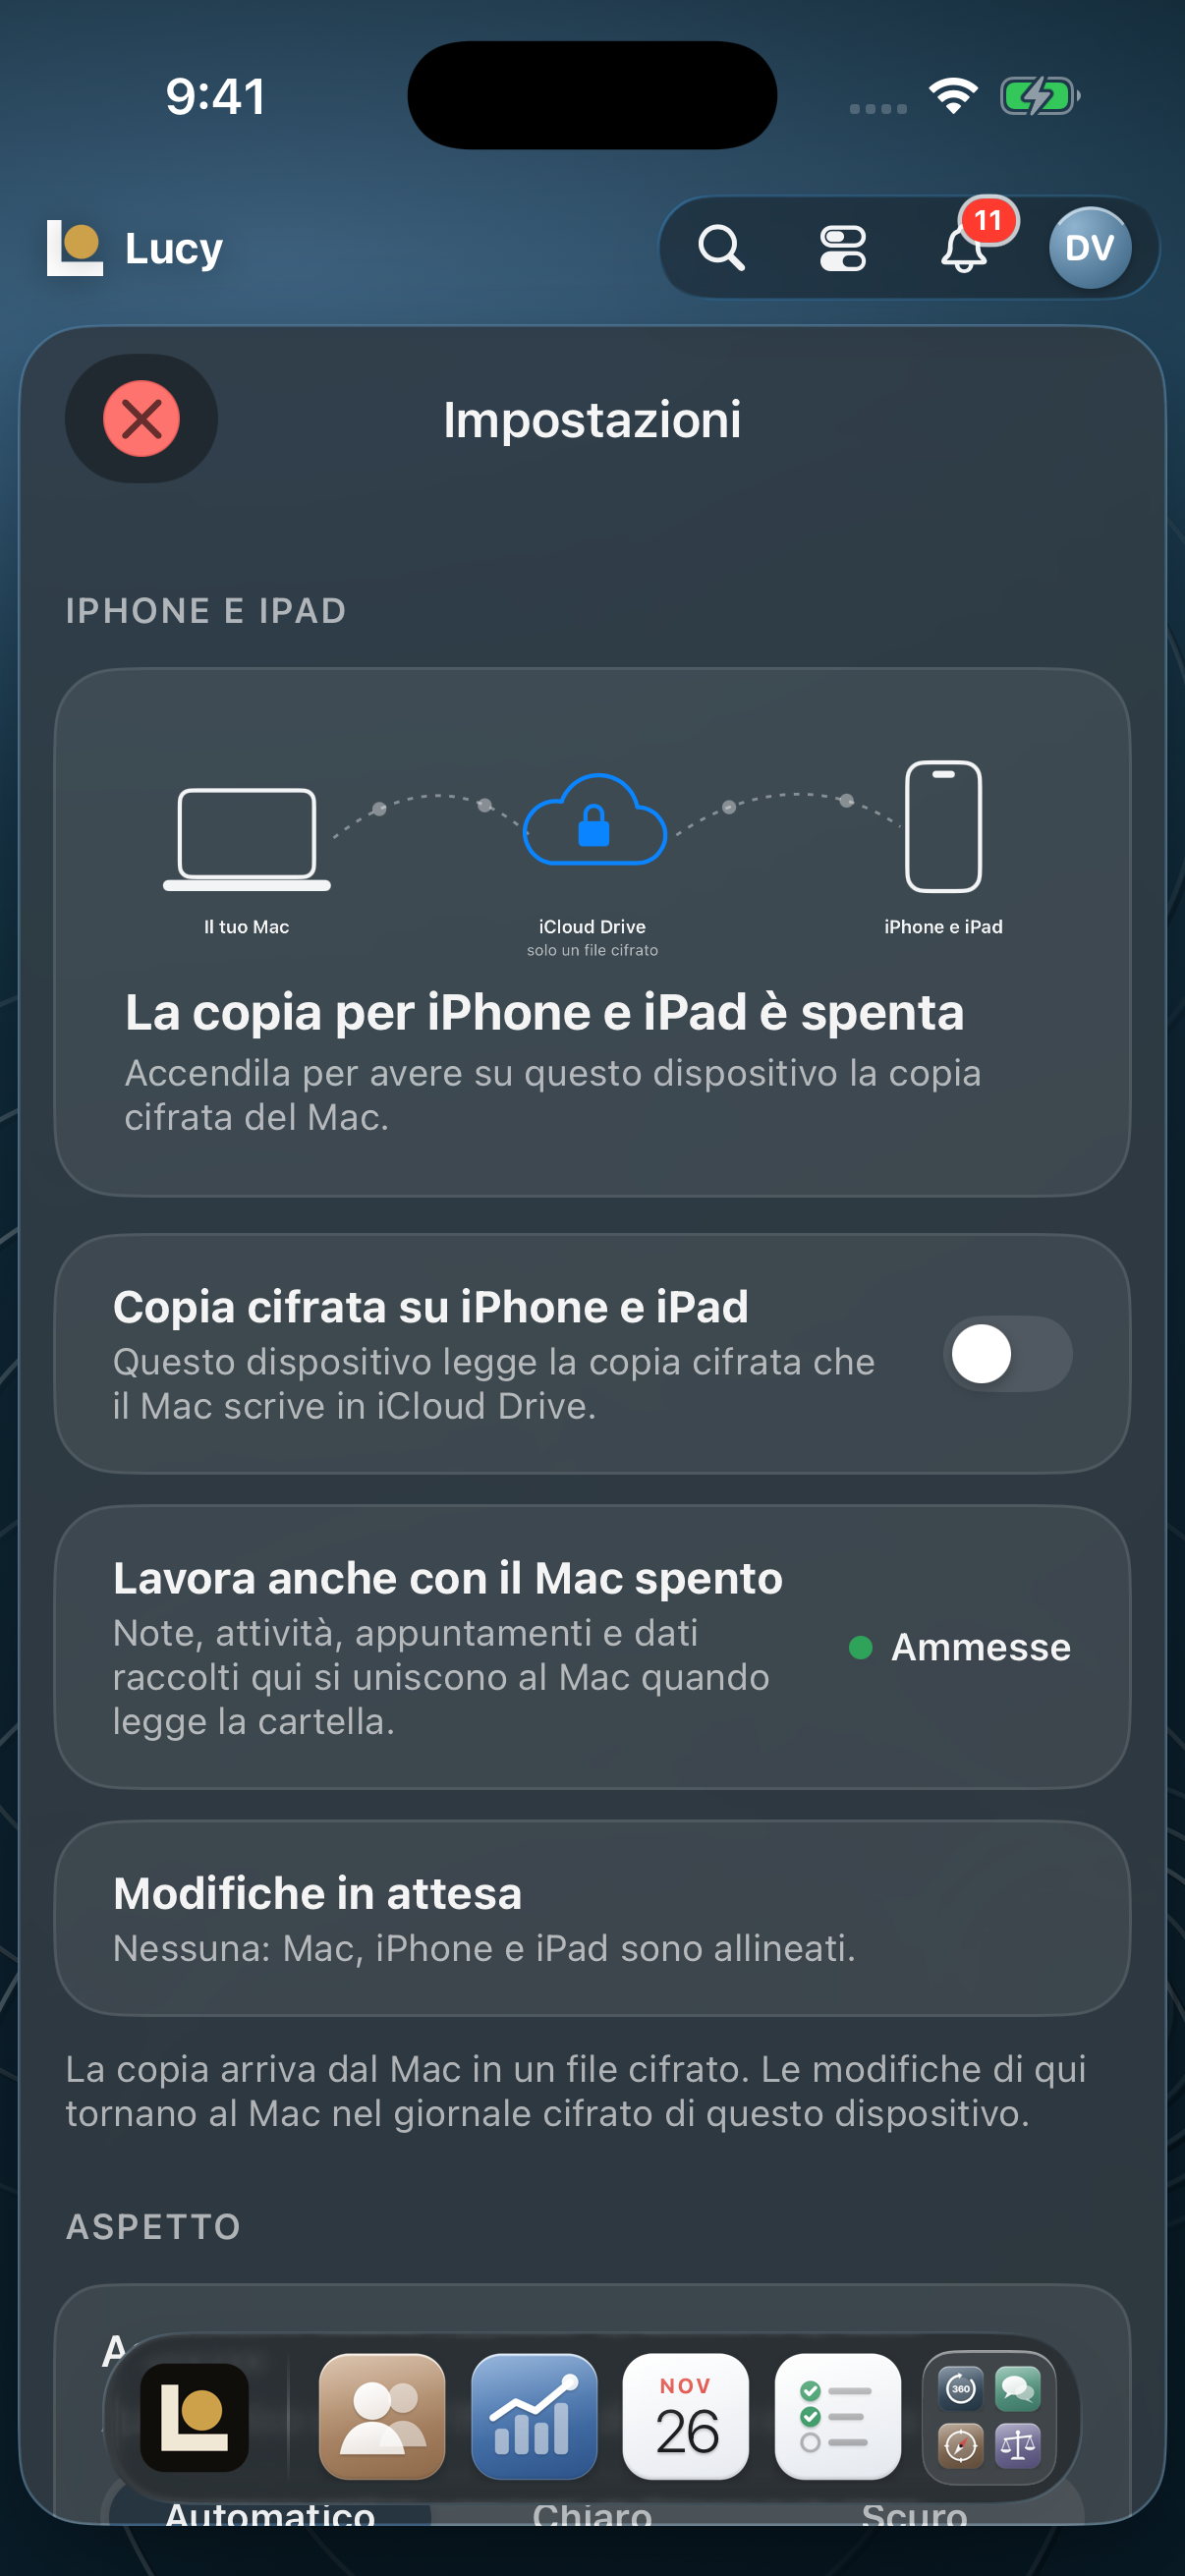 9:41
Lucy
11
DV
Impostazioni
IPHONE E IPAD
Il tuo Mac
iCloud Drive
solo un file cifrato
iPhone e iPad
La copia per iPhone e iPad è spenta
Accendila per avere su questo dispositivo la copia
cifrata del Mac.
Copia cifrata su iPhone e iPad
Questo dispositivo legge la copia cifrata che
il Mac scrive in iCloud Drive.
Lavora anche con il Mac spento
Note, attività, appuntamenti e dati
raccolti qui si uniscono al Mac quando
legge la cartella.
Ammesse
Modifiche in attesa
Nessuna: Mac, iPhone e iPad sono allineati.
La copia arriva dal Mac in un file cifrato. Le modifiche di qui
tornano al Mac nel giornale cifrato di questo dispositivo.
ASPETTO
NOV
26
360
Automatico
Chiaro
Scuro